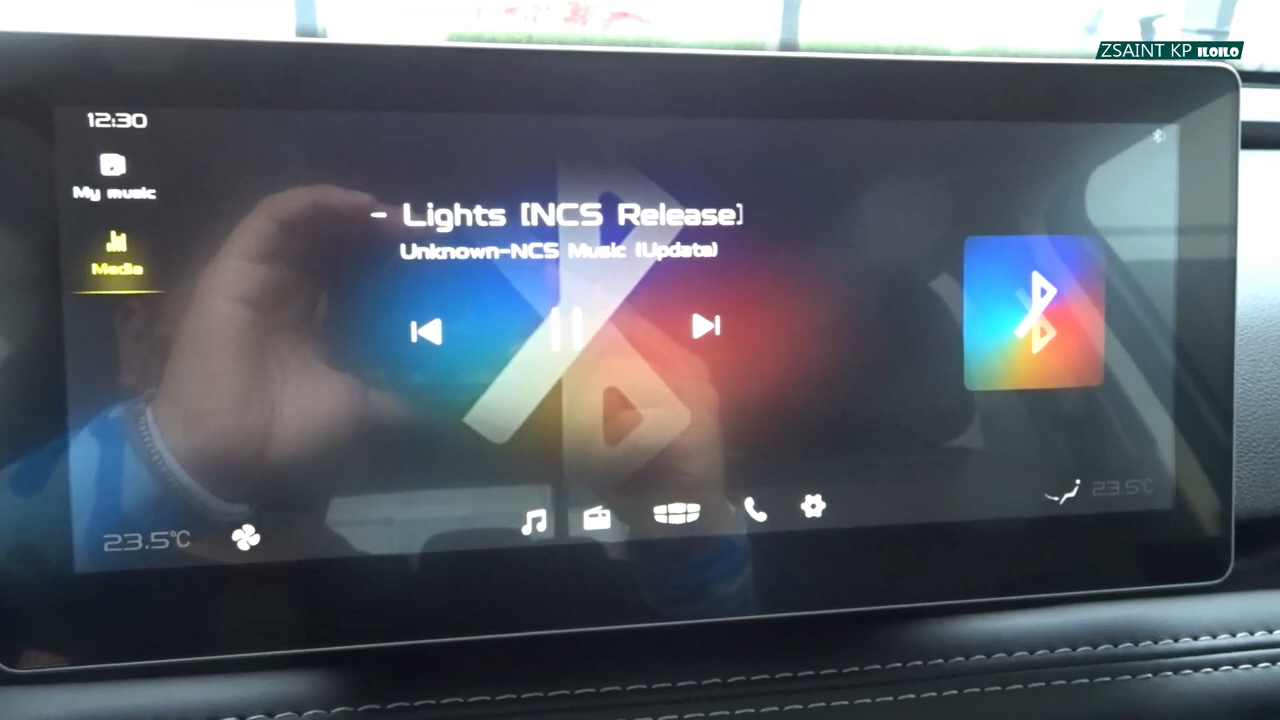 ZSAINT KP ILOILO
12:30
My music
Media
- Lights [NCS Release]
Unknown-NCS Music (Update)
23.5°C
23.5°C